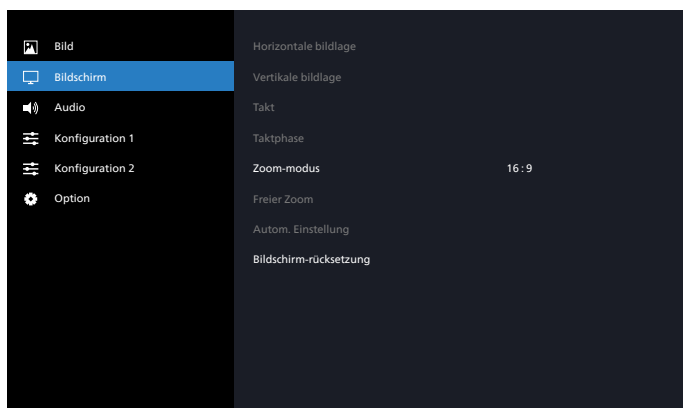 Bild
Bildschirm
Audio
Konfiguration 1
Konfiguration 2
Option
Horizontale bildlage
Vertikale bildlage
Takt
Taktphase
Zoom-modus 16:9
Freier Zoom
Autom. Einstellung
Bildschirm-rücksetzung